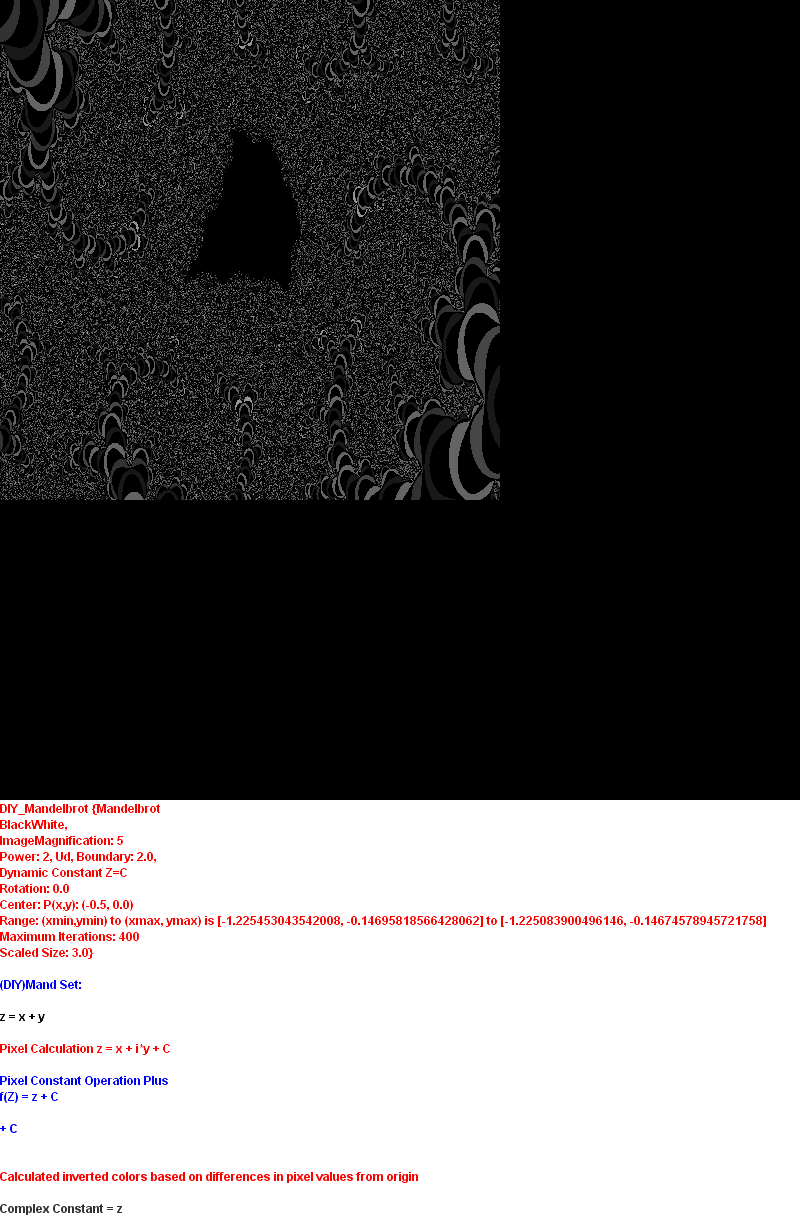 DIY_Mandelbrot {Mandelbrot
BlackWhite,
ImageMagnification: 5
Power: 2, Ud, Boundary: 2.0,
Dynamic Constant Z=C
Rotation: 0.0
Center: P(x,y): (-0.5, 0.0)
Range: (xmin,ymin) to (xmax, ymax) is [-1.225453043542008, -0.14695818566428062] to [-1.225083900496146, -0.14674578945721758]
Maximum Iterations: 400
Scaled Size: 3.0}
(DIY)Mand Set:
z = x + y
Pixel Calculation z = x + i*y + C
Pixel Constant Operation Plus
f(Z) = z + C
+ C
Calculated inverted colors based on differences in pixel values from origin
Complex Constant = z